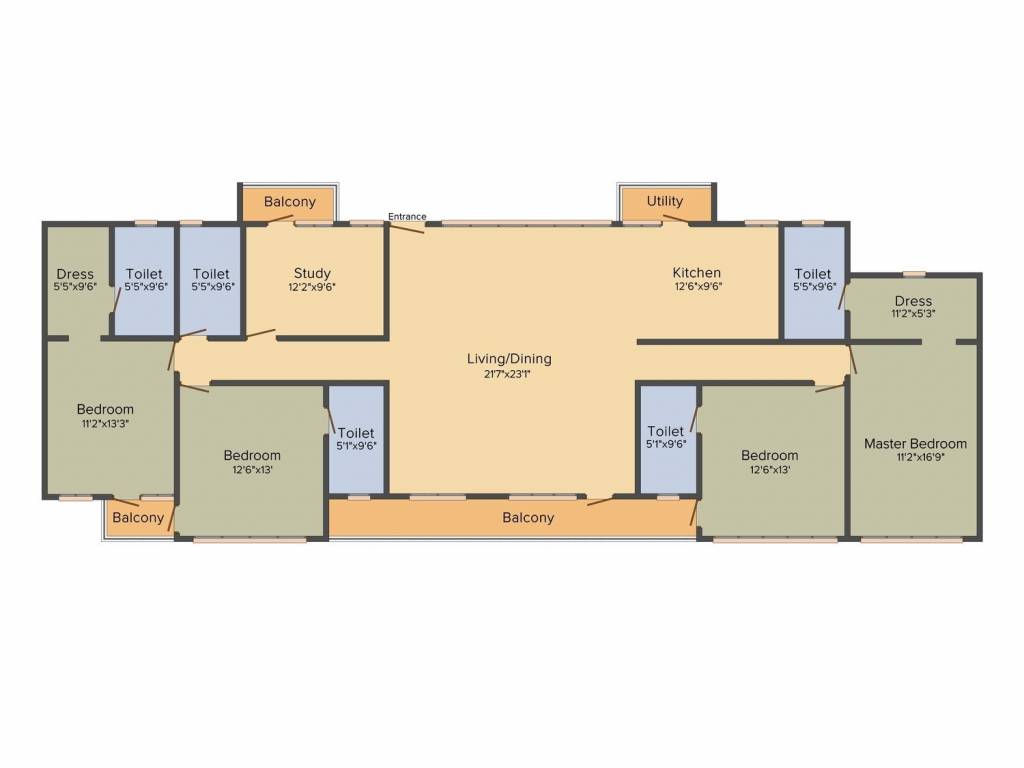 Balcony
Utility
Entrance
Dress
5'5"x9'6"
Toilet
5'5"x9'6"
Toilet
5'5"x9'6"
Study
12'2"x9'6"
Kitchen
12'6"x9'6"
Toilet
5'5"x9'6"
Dress
11'2"x5'3"
Living/Dining
21'7"x23'1"
Bedroom
11'2"x13'3"
Bedroom
12'6"x13'
Toilet
5'1"x9'6"
Toilet
5'1"x9'6"
Bedroom
12'6"x13'
Master Bedroom
11'2"x16'9"
Balcony
Balcony